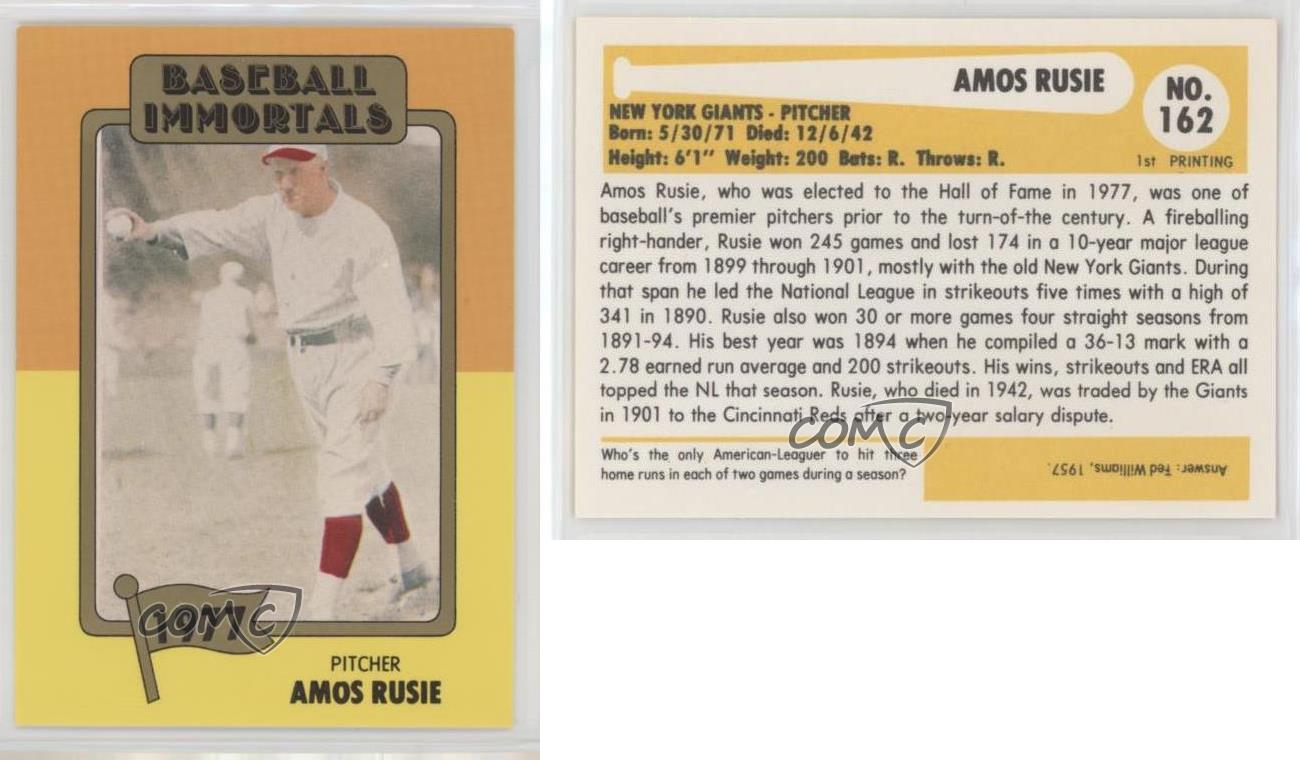 BASEBALL
IMMORTALS
1977
COMC
PITCHER
AMOS RUSIE
AMOS RUSIE
NO.
162
NEW YORK GIANTS - PITCHER
Born: 5/30/71 Died: 12/6/42
Height: 6'1" Weight: 200 Bats: R. Throws: R.
1st PRINTING
Amos Rusie, who was elected to the Hall of Fame in 1977, was one of
baseball's premier pitchers prior to the turn-of-the century. A fireballing
right-hander, Rusie won 245 games and lost 174 in a 10-year major league
career from 1899 through 1901, mostly with the old New York Giants. During
that span he led the National League in strikeouts five times with a high of
341 in 1890. Rusie also won 30 or more games four straight seasons from
1891-94. His best year was 1894 when he compiled a 36-13 mark with a
2.78 earned run average and 200 strikeouts. His wins, strikeouts and ERA all
topped the NL that season. Rusie, who died in 1942, was traded by the Giants
in 1901 to the Cincinnati Reds after a two-year salary dispute.
COMC
Who's the only American-Leaguer to hit three
home runs in each of two games during a season?
Answer: Ted Williams, 1957.